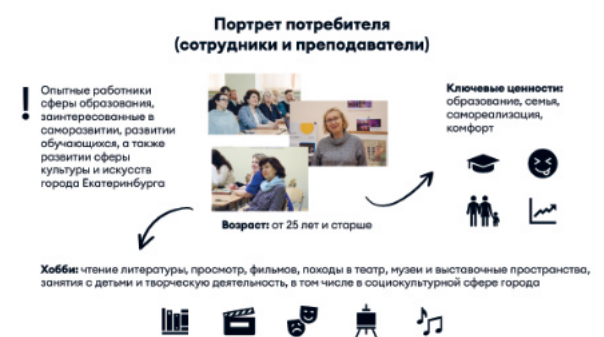 Портрет потребителя
(сотрудники и преподаватели)
! Опытные работники
сферы образования,
заинтересованные в
саморазвитии, развитии
обучающихся, а также
развитии сферы
культуры и искусств
города Екатеринбурга
Ключевые ценности:
образование, семья,
самореализация,
комфорт
Возраст: от 25 лет и старше
Хобби: чтение литературы, просмотр, фильмов, походы в театр, музеи и выставочные пространства,
занятия с детьми и творческую деятельность, в том числе в социокультурной сфере города